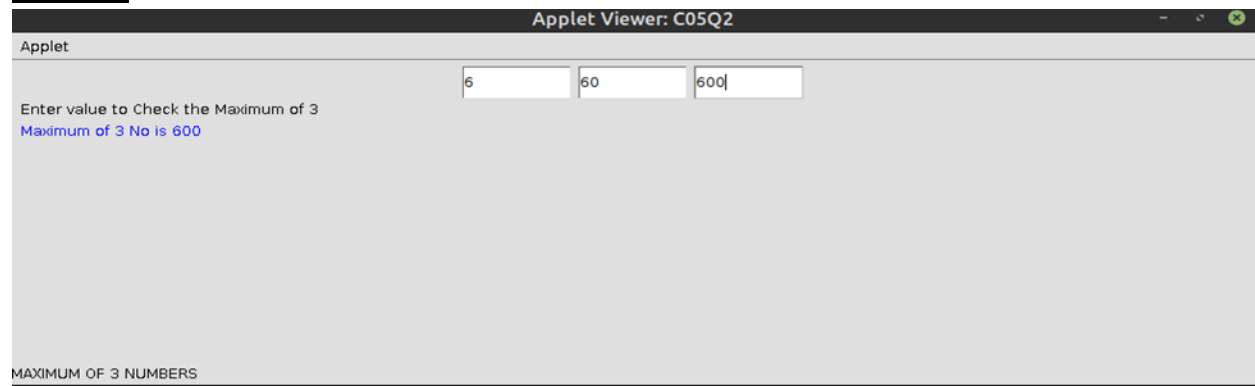 Applet Viewer: C05Q2
Applet
6 60 600
Enter value to Check the Maximum of 3
Maximum of 3 No is 600
MAXIMUM OF 3 NUMBERS